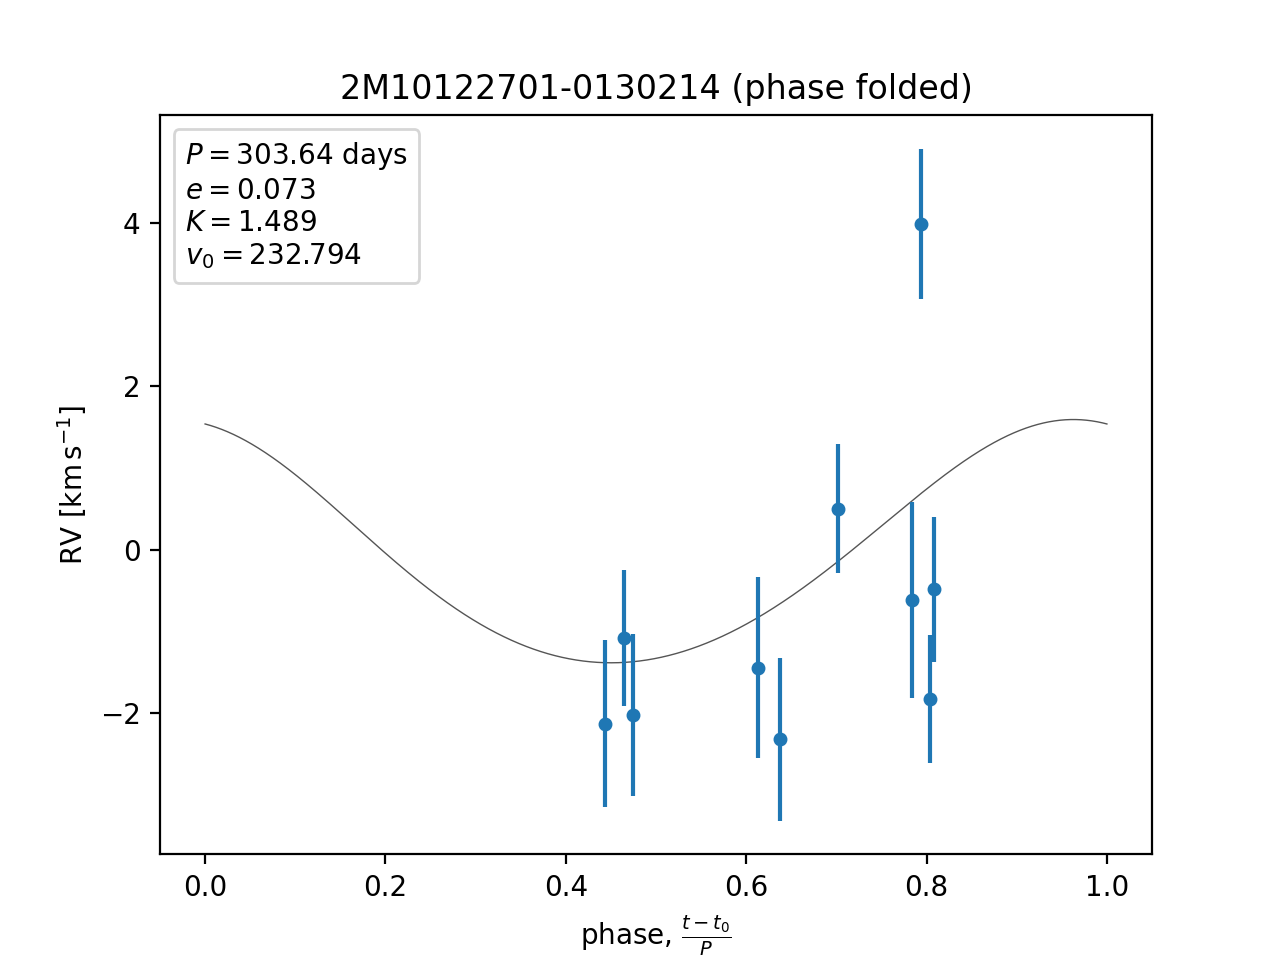 2M10122701-0130214 (phase folded)
P = 303.64 days
e = 0.073
K = 1.489
v₀ = 232.794
4
2
0
−2
RV [km s⁻¹]
0.0 0.2 0.4 0.6 0.8 1.0
phase, (t − t₀)/P